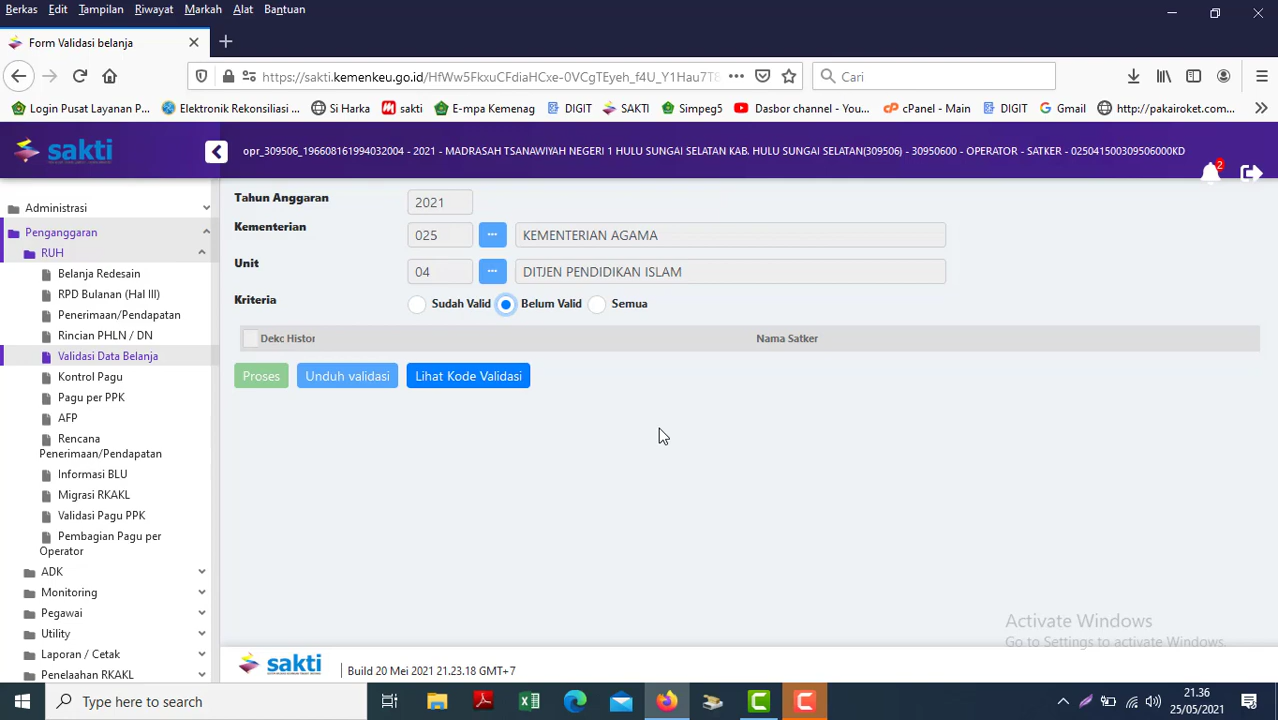 Berkas Edit Tampilan Riwayat Markah Alat Bantuan
Form Validasi belanja
https://sakti.kemenkeu.go.id/HfWw5FkxuCFdiaHCxe-0VCgTEyeh_f4U_Y1Hau7T8
Cari
Login Pusat Layanan P... Elektronik Rekonsiliasi ... Si Harka sakti E-mpa Kemenag DIGIT SAKTI Simpeg5 Dasbor channel - You... cPanel - Main DIGIT Gmail http://pakairoket.com...
sakti
opr_309506_196608161994032004 - 2021 - MADRASAH TSANAWIYAH NEGERI 1 HULU SUNGAI SELATAN KAB. HULU SUNGAI SELATAN(309506) - 30950600 - OPERATOR - SATKER - 025041500309506000KD
2
Administrasi
Penganggaran
RUH
Belanja Redesain
RPD Bulanan (Hal III)
Penerimaan/Pendapatan
Rincian PHLN / DN
Validasi Data Belanja
Kontrol Pagu
Pagu per PPK
AFP
Rencana
Penerimaan/Pendapatan
Informasi BLU
Migrasi RKAKL
Validasi Pagu PPK
Pembagian Pagu per
Operator
ADK
Monitoring
Pegawai
Utility
Laporan / Cetak
Penelaahan RKAKL
Tahun Anggaran 2021
Kementerian 025 ... KEMENTERIAN AGAMA
Unit 04 ... DITJEN PENDIDIKAN ISLAM
Kriteria Sudah Valid Belum Valid Semua
Dekc Histor Nama Satker
Proses Unduh validasi Lihat Kode Validasi
Activate Windows
Go to Settings to activate Windows.
sakti Build 20 Mei 2021 21.23.18 GMT+7
Type here to search
21.36
25/05/2021